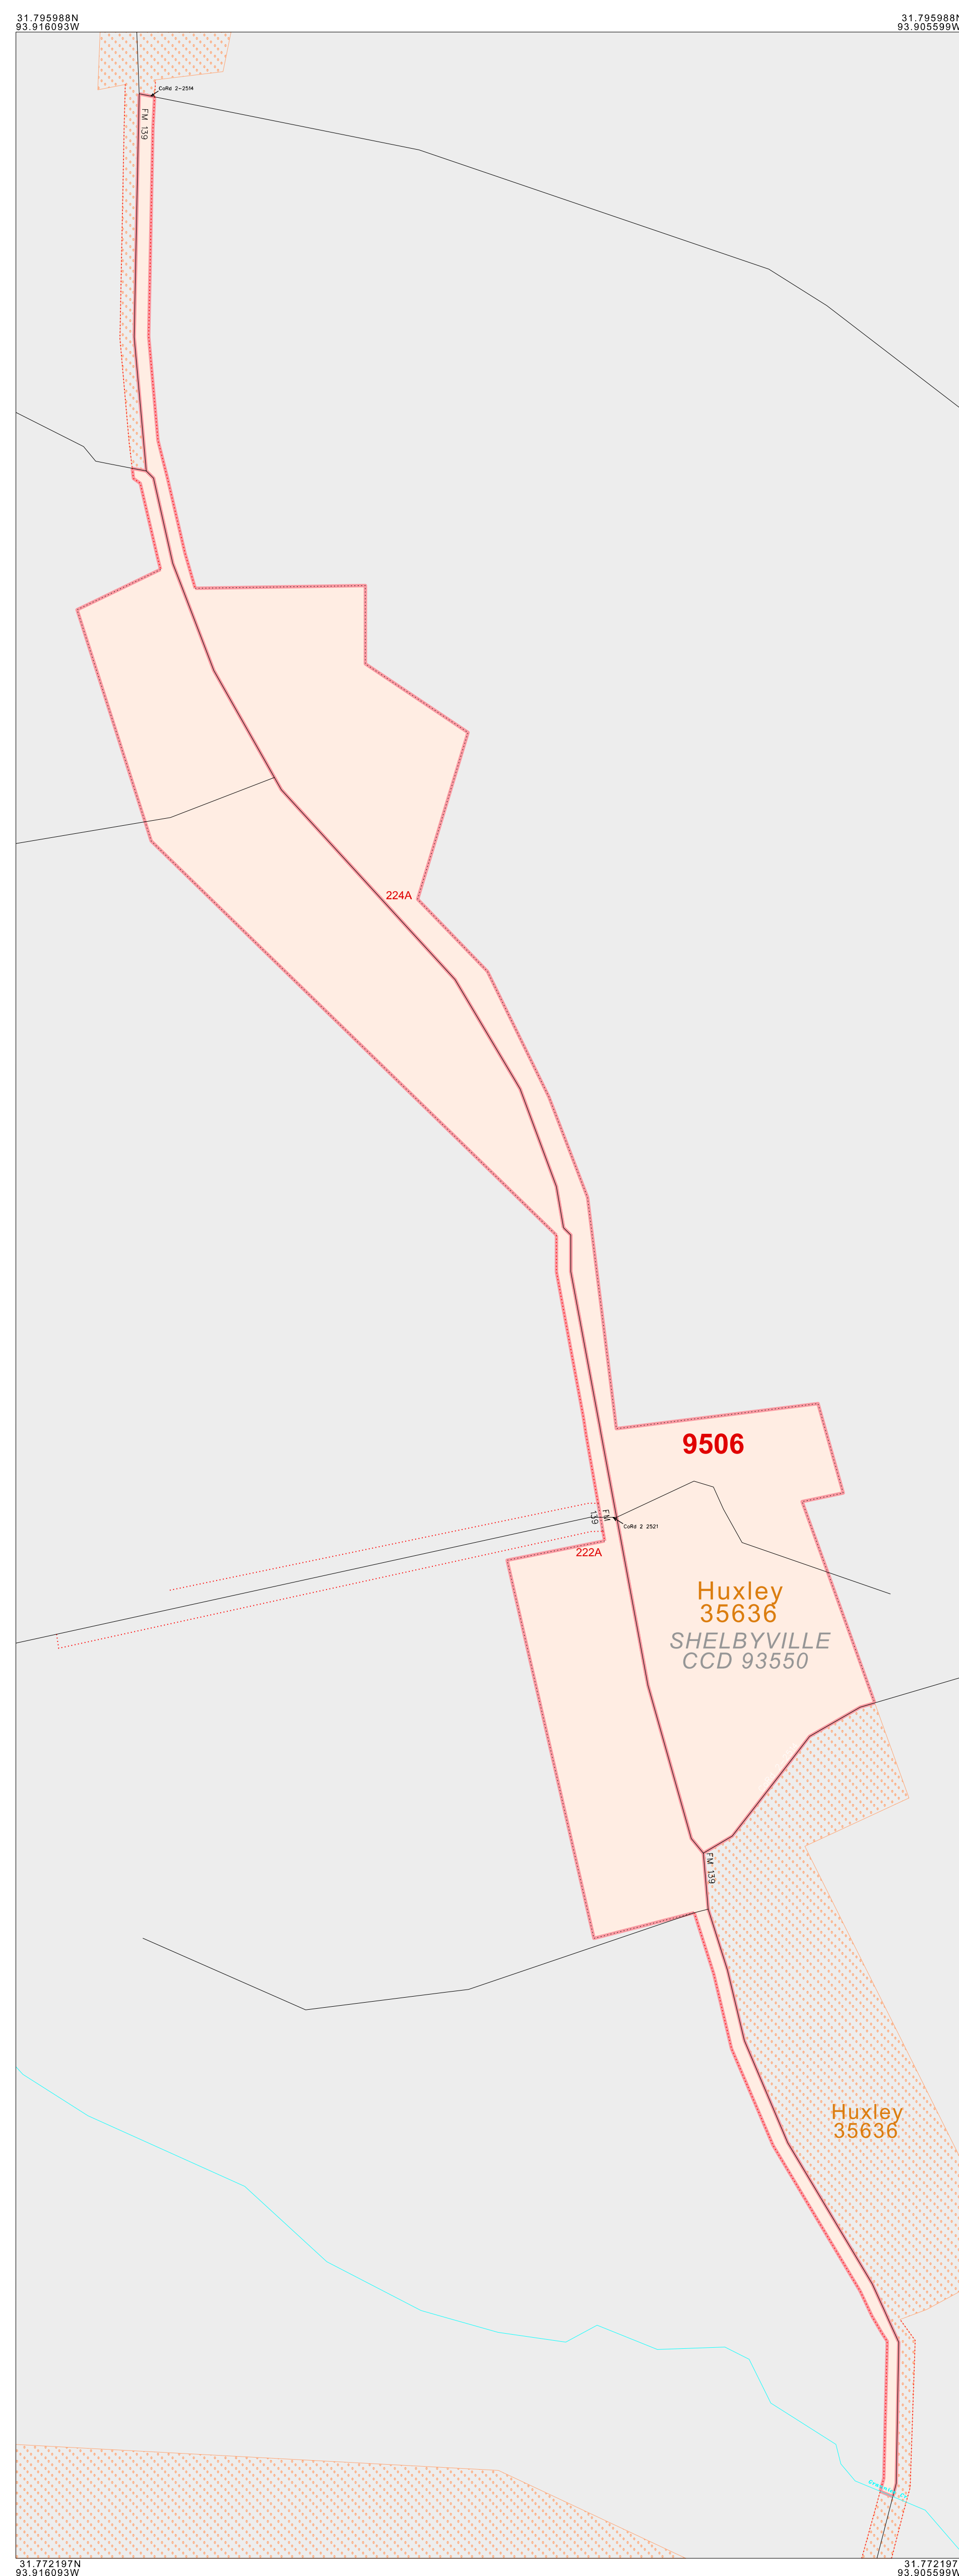 31.795988N
93.916093W
31.795988N
93.905599W
CoRd 2-2514
FM 139
224A
9506
FM
139
CoRd 2 2521
222A
Huxley
35636
SHELBYVILLE
CCD 93550
FM 139
Huxley
35636
31.772197N
93.916093W
31.772197
93.905599W